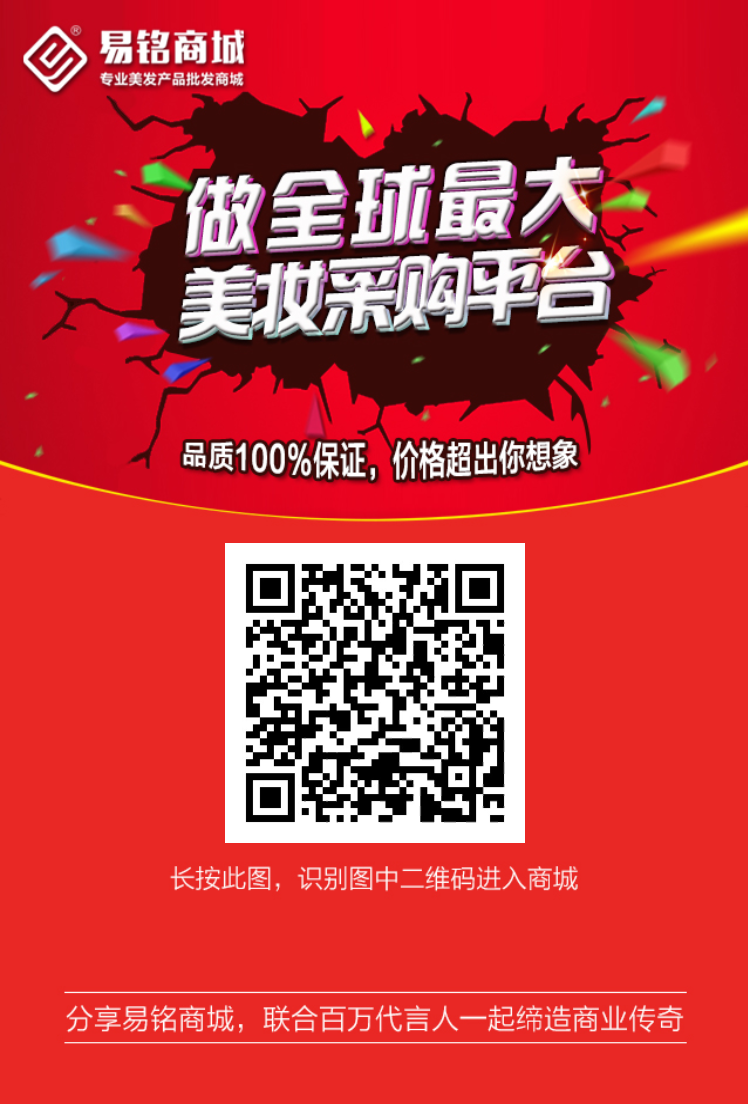 易铭商城
®
专业美发产品批发商城
做全球最大
美妆采购平台
品质100%保证，价格超出你想象
长按此图，识别图中二维码进入商城
分享易铭商城，联合百万代言人一起缔造商业传奇